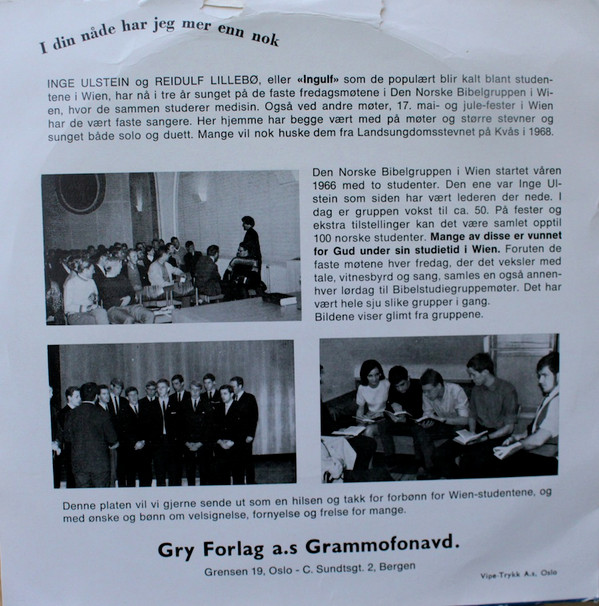 I din nåde har jeg mer enn nok
INGE ULSTEIN og REIDULF LILLEBØ, eller «Ingulf» som de populært blir kalt blant studen-
tene i Wien, har nå i tre år sunget på de faste fredagsmøtene i Den Norske Bibelgruppen i Wi-
en, hvor de sammen studerer medisin. Også ved andre møter, 17. mai- og jule-fester i Wien
har de vært faste sangere. Her hjemme har begge vært med på møter og større stevner og
sunget både solo og duett. Mange vil nok huske dem fra Landsungdomsstevnet på Kvås i 1968.
Den Norske Bibelgruppen i Wien startet våren
1966 med to studenter. Den ene var Inge Ul-
stein som siden har vært lederen der nede. I
dag er gruppen vokst til ca. 50. På fester og
ekstra tilstellinger kan det være samlet opptil
100 norske studenter. Mange av disse er vunnet
for Gud under sin studietid i Wien. Foruten de
faste møtene hver fredag, der det veksler med
tale, vitnesbyrd og sang, samles en også annen-
hver lørdag til Bibelstudiegruppemøter. Det har
vært hele sju slike grupper i gang.
Bildene viser glimt fra gruppene.
Denne platen vil vi gjerne sende ut som en hilsen og takk for forbønn for Wien-studentene, og
med ønske og bønn om velsignelse, fornyelse og frelse for mange.
Gry Forlag a.s Grammofonavd.
Grensen 19, Oslo - C. Sundtsgt. 2, Bergen
Vipe-Trykk A.s. Oslo